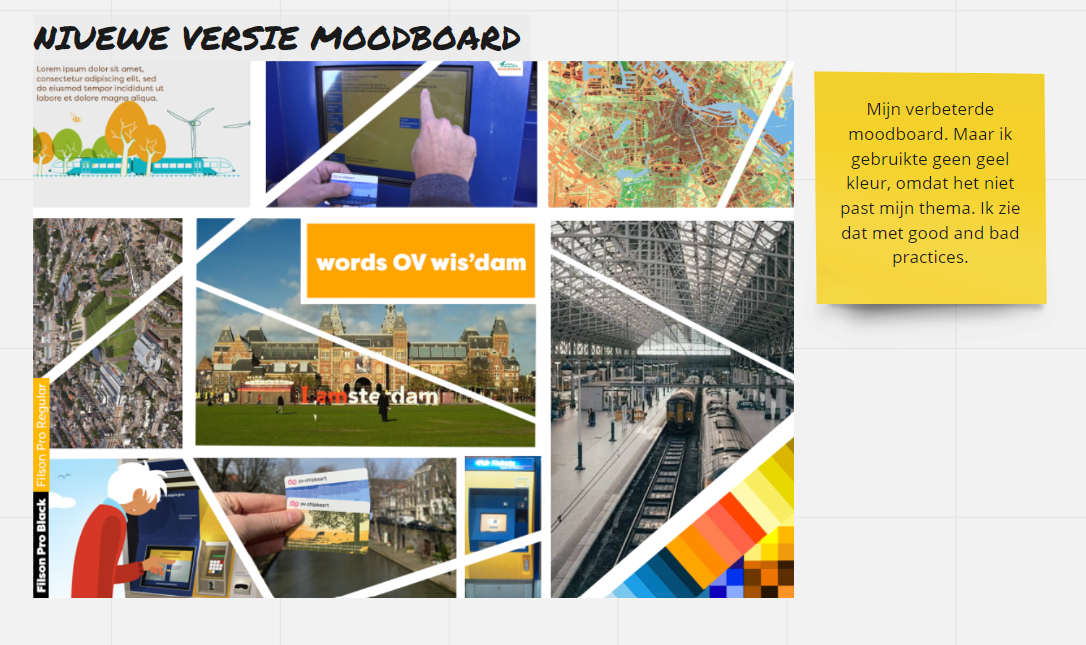 NIUEWE VERSIE MOODBOARD
Lorem ipsum dolor sit amet,
consectetur adipiscing elit, sed
do eiusmod tempor incididunt ut
labore et dolore magna aliqua.
words OV wis'dam
Iamsterdam
Filson Pro Regular
Filson Pro Black
ov-chipkaart
ov-chipkaart
Mijn verbeterde
moodboard. Maar ik
gebruikte geen geel
kleur, omdat het niet
past mijn thema. Ik zie
dat met good and bad
practices.